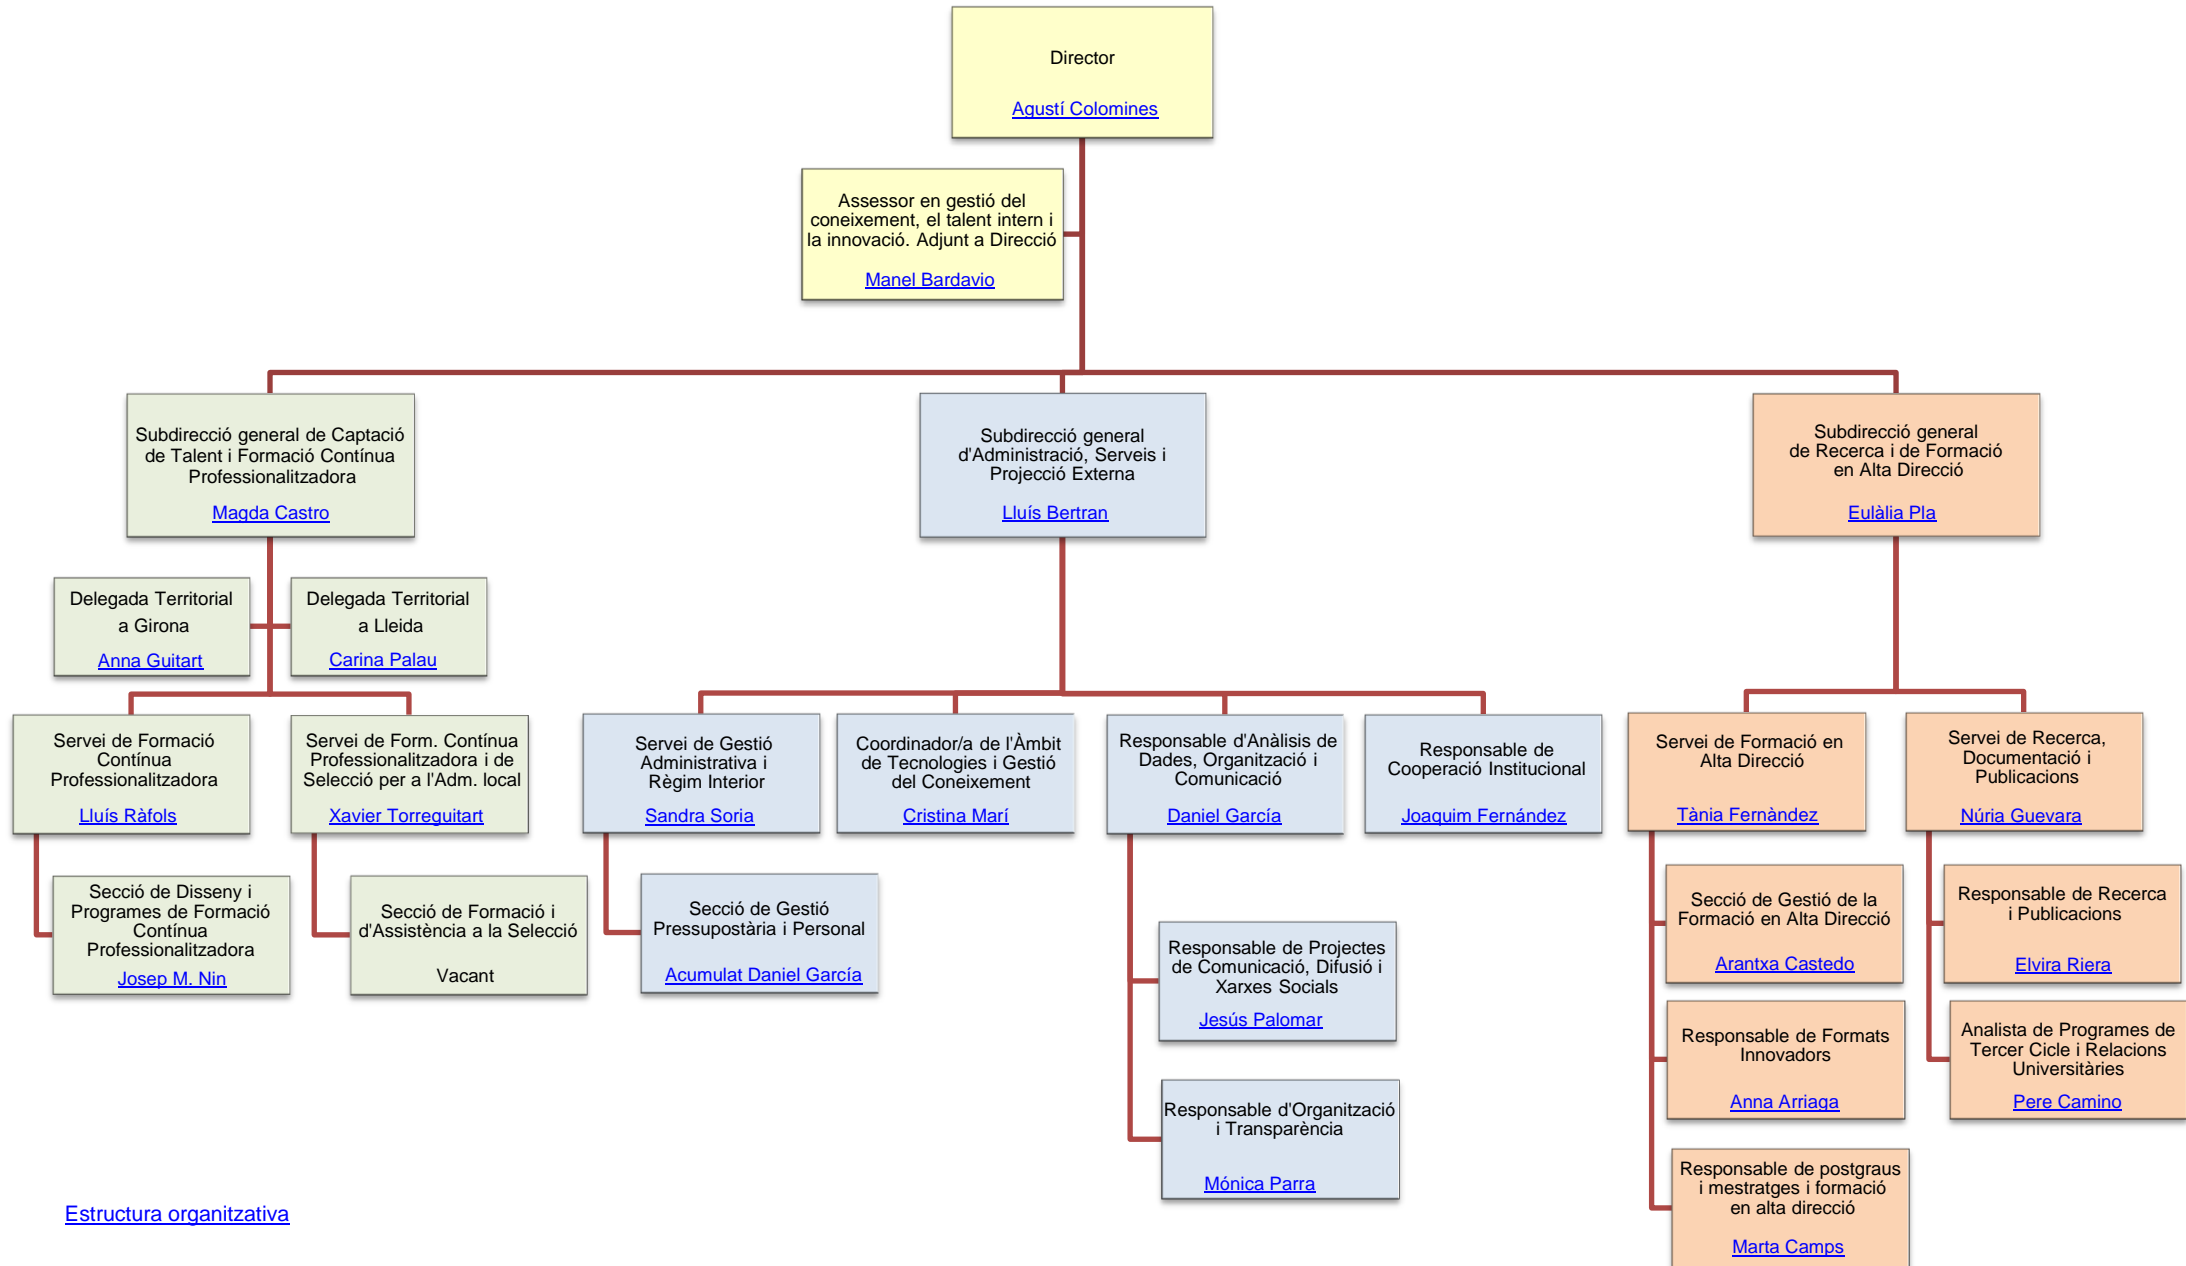 Director
Agustí Colomines
Assessor en gestió del
coneixement, el talent intern i
la innovació. Adjunt a Direcció
Manel Bardavio
Subdirecció general de Captació
de Talent i Formació Contínua
Professionalitzadora
Magda Castro
Subdirecció general
d'Administració, Serveis i
Projecció Externa
Lluís Bertran
Subdirecció general
de Recerca i de Formació
en Alta Direcció
Eulàlia Pla
Delegada Territorial
a Girona
Anna Guitart
Delegada Territorial
a Lleida
Carina Palau
Servei de Formació
Contínua
Professionalitzadora
Lluís Ràfols
Servei de Form. Contínua
Professionalitzadora i de
Selecció per a l'Adm. local
Xavier Torreguitart
Servei de Gestió
Administrativa i
Règim Interior
Sandra Soria
Coordinador/a de l'Àmbit
de Tecnologies i Gestió
del Coneixement
Cristina Marí
Responsable d'Anàlisis de
Dades, Organització i
Comunicació
Daniel García
Responsable de
Cooperació Institucional
Joaquim Fernández
Servei de Formació en
Alta Direcció
Tània Fernàndez
Servei de Recerca,
Documentació i
Publicacions
Núria Guevara
Secció de Disseny i
Programes de Formació
Contínua
Professionalitzadora
Josep M. Nin
Secció de Formació i
d'Assistència a la Selecció
Vacant
Secció de Gestió
Pressupostària i Personal
Acumulat Daniel García
Responsable de Projectes
de Comunicació, Difusió i
Xarxes Socials
Jesús Palomar
Secció de Gestió de la
Formació en Alta Direcció
Arantxa Castedo
Responsable de Recerca
i Publicacions
Elvira Riera
Responsable de Formats
Innovadors
Anna Arriaga
Analista de Programes de
Tercer Cicle i Relacions
Universitàries
Pere Camino
Responsable d'Organització
i Transparència
Mónica Parra
Responsable de postgraus
i mestratges i formació
en alta direcció
Marta Camps
Estructura organitzativa